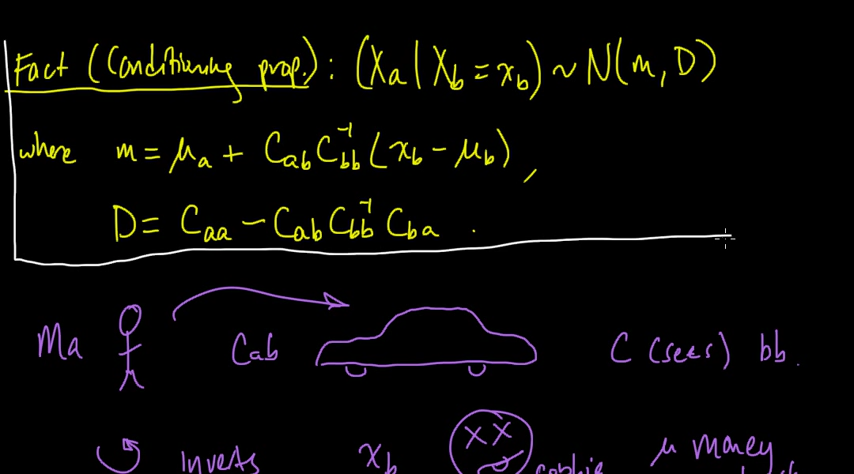 Fact (Conditioning prop.): (Xa | Xb = xb) ~ N(m, D)
where m = μa + Cab Cbb⁻¹ (xb − μb),
D = Caa − Cab Cbb⁻¹ Cba.
Ma Cab C (sees) bb.
Inverts xb XX μ money